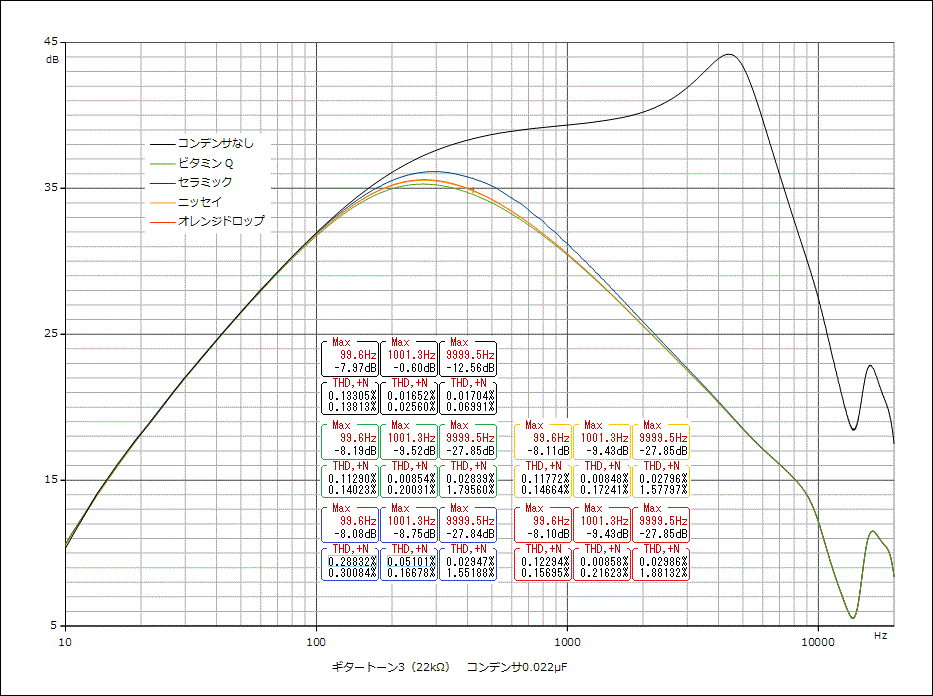 45
dB
コンデンサなし
ビタミンQ
セラミック
35
ニッセイ
オレンジドロップ
25
Max Max Max
99.6Hz 1001.3Hz 9999.5Hz
-7.97dB -0.60dB -12.56dB
THD,+N THD,+N THD,+N
0.13305% 0.01652% 0.01704%
0.13813% 0.02560% 0.06991%
Max Max Max Max Max Max
99.6Hz 1001.3Hz 9999.5Hz 99.6Hz 1001.3Hz 9999.5Hz
-8.19dB -9.52dB -27.85dB -8.11dB -9.43dB -27.85dB
THD,+N THD,+N THD,+N THD,+N THD,+N THD,+N
0.11290% 0.00854% 0.02839% 0.11772% 0.00848% 0.02796%
15
0.14023% 0.20031% 1.79560% 0.14664% 0.17241% 1.57797%
Max Max Max Max Max Max
99.6Hz 1001.3Hz 9999.5Hz 99.6Hz 1001.3Hz 9999.5Hz
-8.08dB -8.75dB -27.84dB -8.10dB -9.43dB -27.85dB
THD,+N THD,+N THD,+N THD,+N THD,+N THD,+N
0.28832% 0.05101% 0.02947% 0.12294% 0.00858% 0.02986%
0.30084% 0.16678% 1.55188% 0.15695% 0.21623% 1.88132%
5
10 100 1000 10000 Hz
ギタートーン3（22kΩ） コンデンサ0.022μF